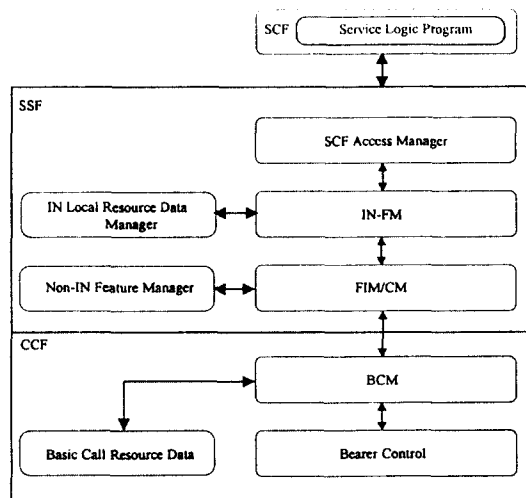 SCF
Service Logic Program
SSF
SCF Access Manager
IN Local Resource Data
Manager
IN-FM
Non-IN Feature Manager
FIM/CM
CCF
BCM
Basic Call Resource Data
Bearer Control